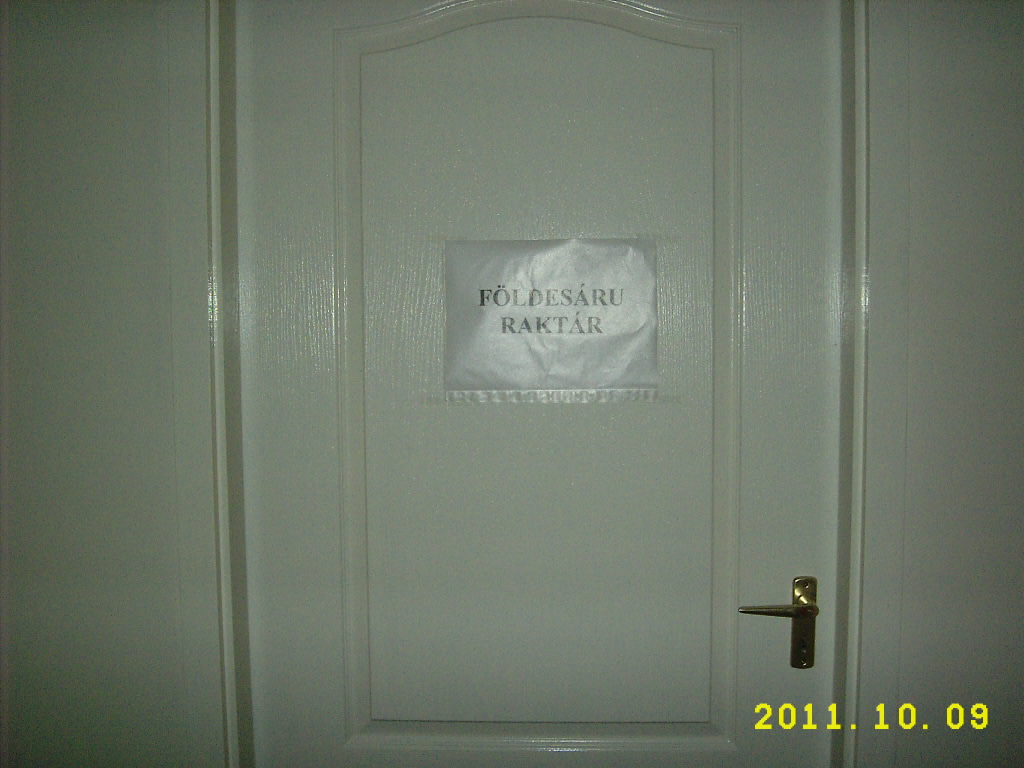 FÖLDESÁRU
RAKTÁR
2011.10.09